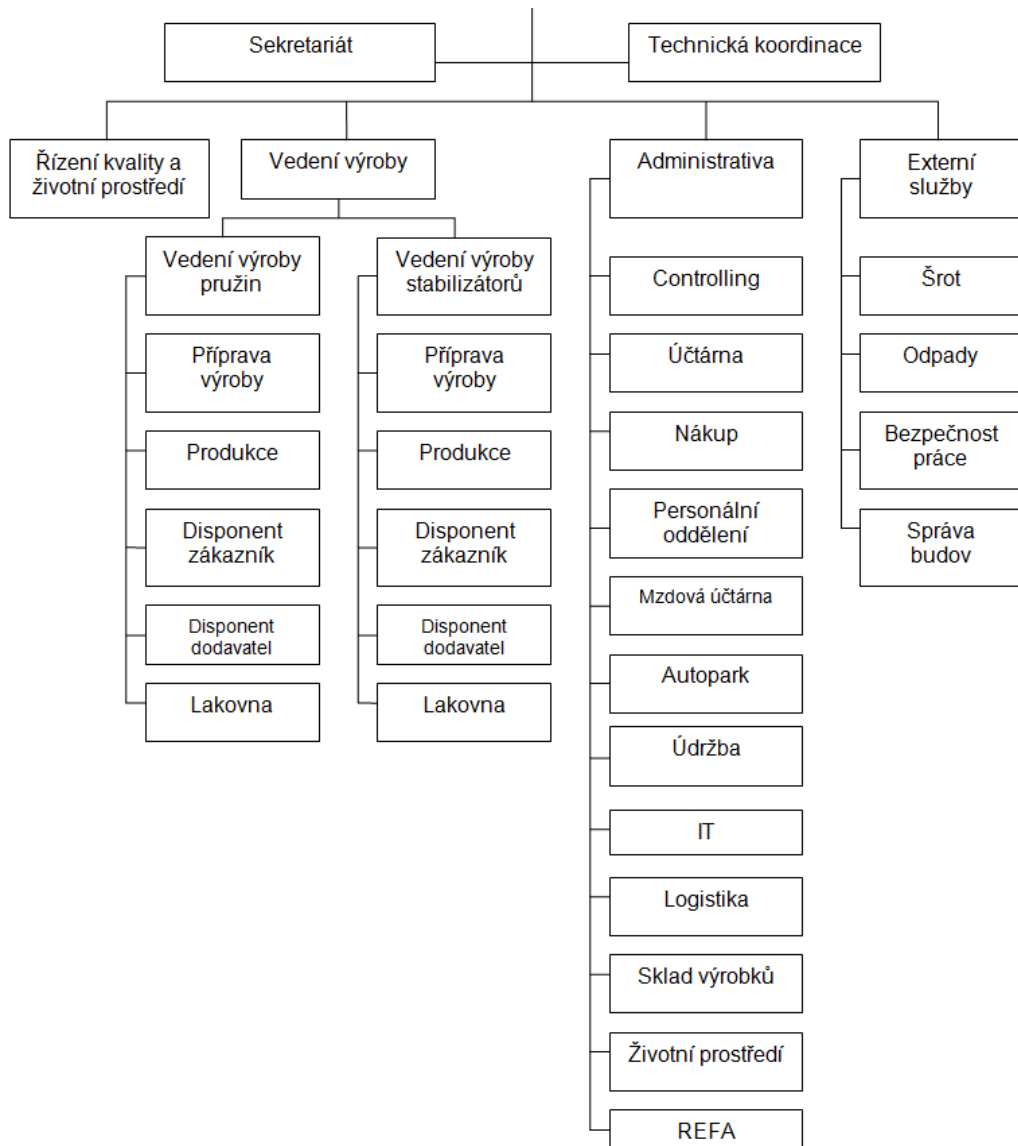 Sekretariát
Technická koordinace
Řízení kvality a
životní prostředí
Vedení výroby
Administrativa
Externí
služby
Vedení výroby
pružin
Vedení výroby
stabilizátorů
Controlling
Šrot
Příprava
výroby
Příprava
výroby
Účtárna
Odpady
Produkce
Produkce
Nákup
Bezpečnost
práce
Disponent
zákazník
Disponent
zákazník
Personální
oddělení
Správa
budov
Disponent
dodavatel
Disponent
dodavatel
Mzdová účtárna
Lakovna
Lakovna
Autopark
Údržba
IT
Logistika
Sklad výrobků
Životní prostředí
REFA